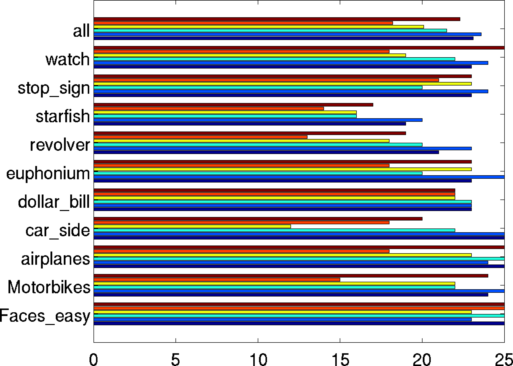 all
watch
stop_sign
starfish
revolver
euphonium
dollar_bill
car_side
airplanes
Motorbikes
Faces_easy
0 5 10 15 20 25